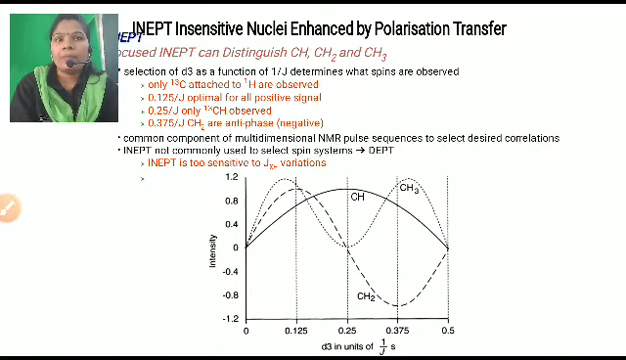 INEPT Insensitive Nuclei Enhanced by Polarisation Transfer
INEPT
ocused INEPT can Distinguish CH, CH2 and CH3
• selection of d3 as a function of 1/J determines what spins are observed
› only 13C attached to 1H are observed
› 0.125/J optimal for all positive signal
› 0.25/J only 13CH observed
› 0.375/J CH2 are anti-phase (negative)
• common component of multidimensional NMR pulse sequences to select desired correlations
• INEPT not commonly used to select spin systems → DEPT
› INEPT is too sensitive to JXH variations
›
1.2
0.8
0.4
0
-0.4
-0.8
-1.2
Intensity
CH
CH3
CH2
0 0.125 0.25 0.375 0.5
d3 in units of 1/J s